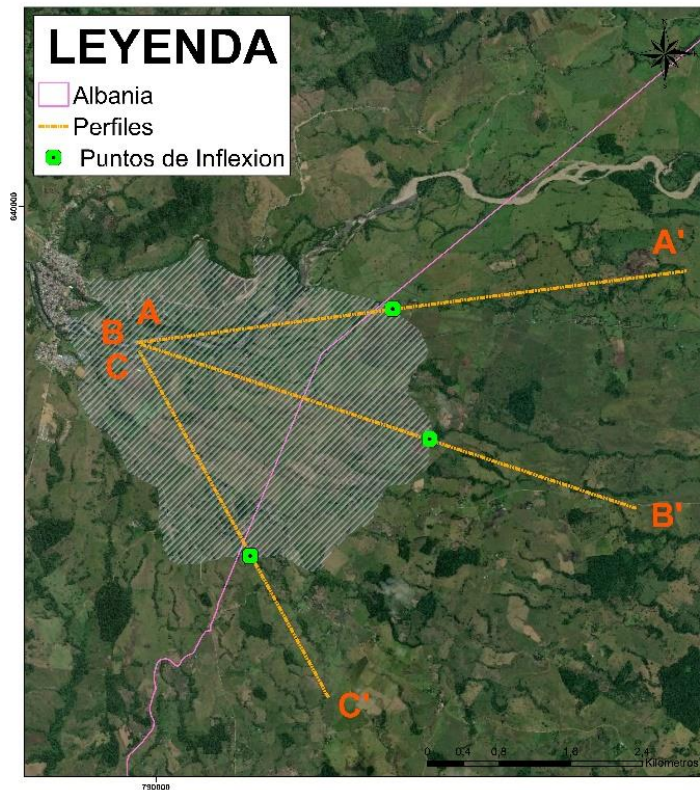 LEYENDA
Albania
Perfiles
Puntos de Inflexion
640000
A'
A
B
C
B'
C'
0 0,4 0,8 1,6 2,4
Kilometros
790000